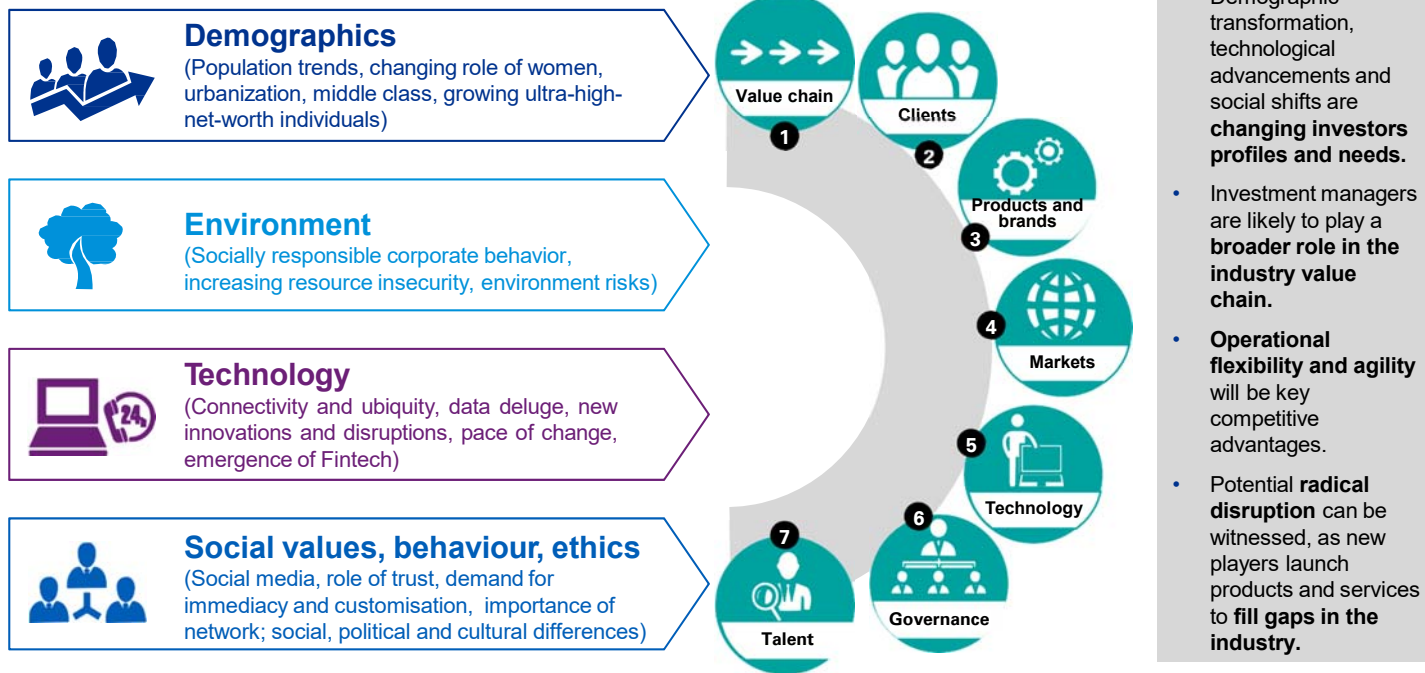 Demographics
(Population trends, changing role of women,
urbanization, middle class, growing ultra-high-
net-worth individuals)
Environment
(Socially responsible corporate behavior,
increasing resource insecurity, environment risks)
Technology
(Connectivity and ubiquity, data deluge, new
innovations and disruptions, pace of change,
emergence of Fintech)
24h
Social values, behaviour, ethics
(Social media, role of trust, demand for
immediacy and customisation, importance of
network; social, political and cultural differences)
Value chain
1
Clients
2
Products and
brands
3
4
Markets
5
Technology
6
Governance
7
Talent
Demographic
transformation,
technological
advancements and
social shifts are
changing investors
profiles and needs.
• Investment managers
are likely to play a
broader role in the
industry value
chain.
• Operational
flexibility and agility
will be key
competitive
advantages.
• Potential radical
disruption can be
witnessed, as new
players launch
products and services
to fill gaps in the
industry.